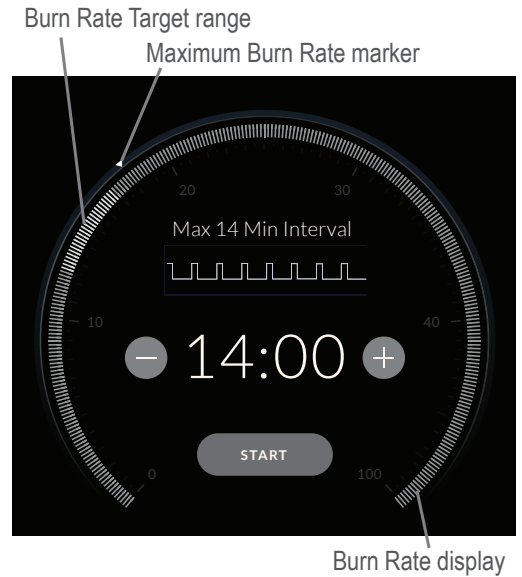 Burn Rate Target range
Maximum Burn Rate marker
20
30
Max 14 Min Interval
10
40
− 14:00 +
START
0
100
Burn Rate display